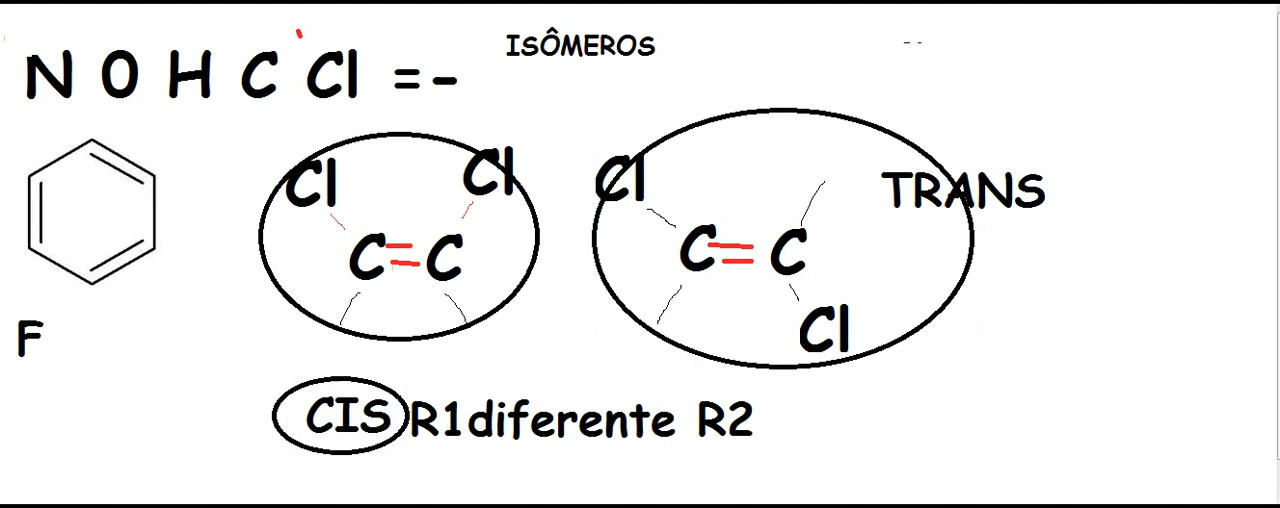 ISÔMEROS
N O H C Cl = -
Cl Cl
C = C
Cl
C = C
Cl
TRANS
F
CIS R1diferente R2